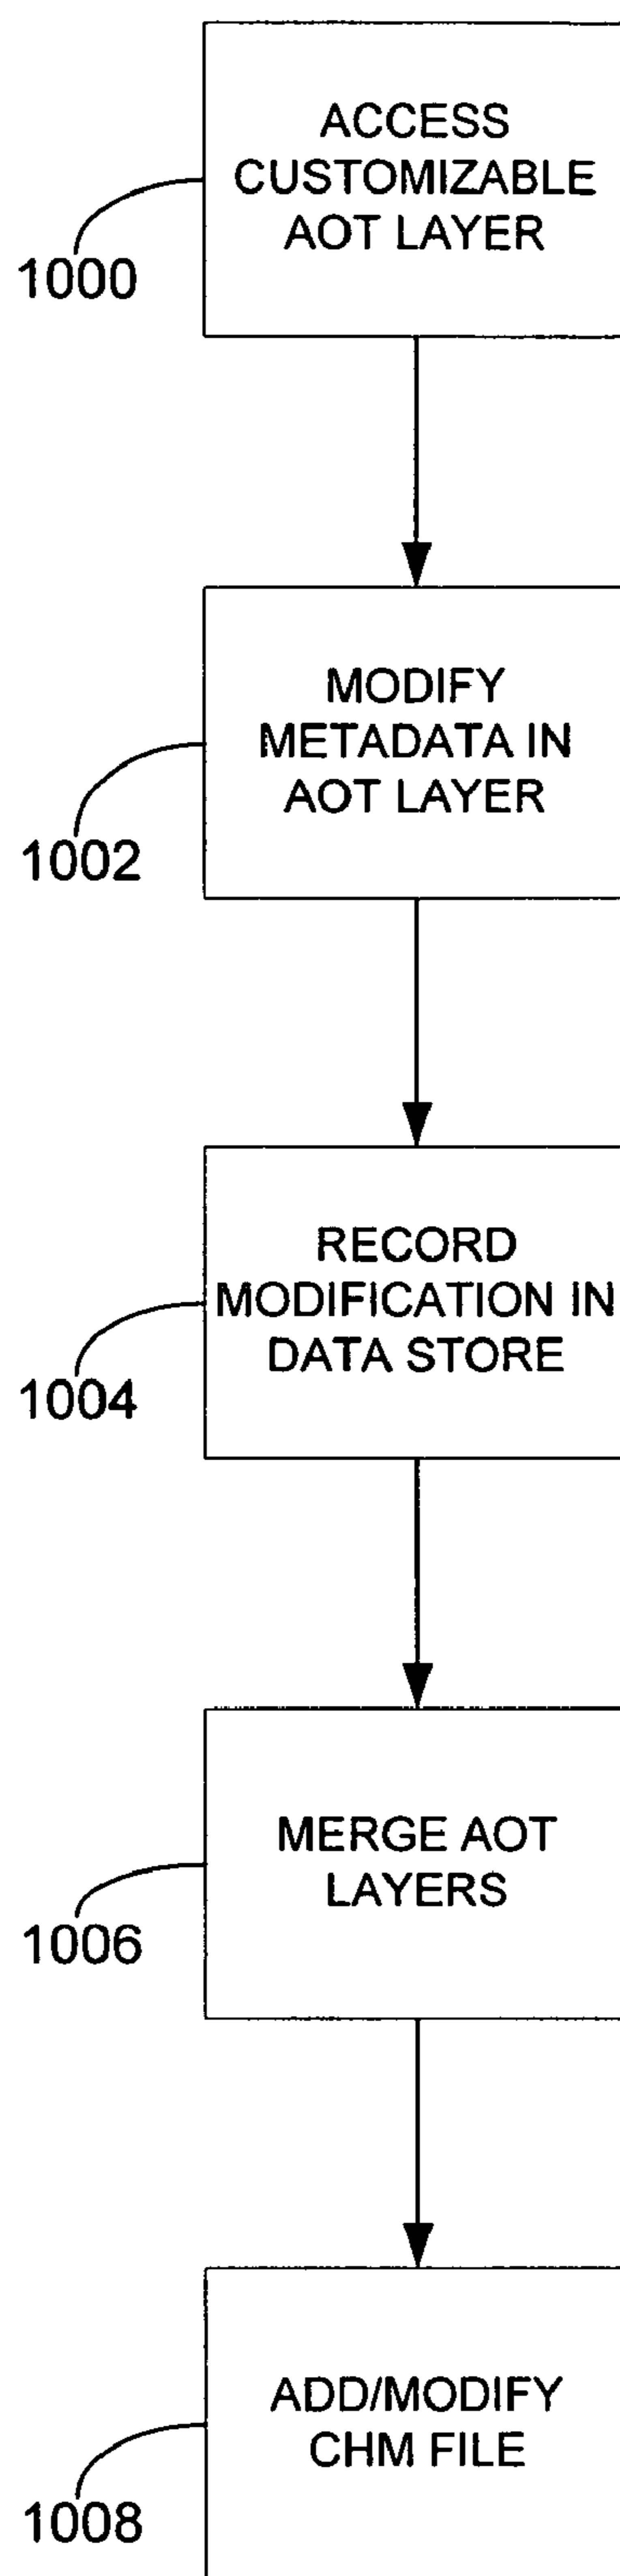 ACCESS
CUSTOMIZABLE
AOT LAYER
1000
MODIFY
METADATA IN
AOT LAYER
1002
RECORD
MODIFICATION IN
DATA STORE
1004
MERGE AOT
LAYERS
1006
ADD/MODIFY
CHM FILE
1008